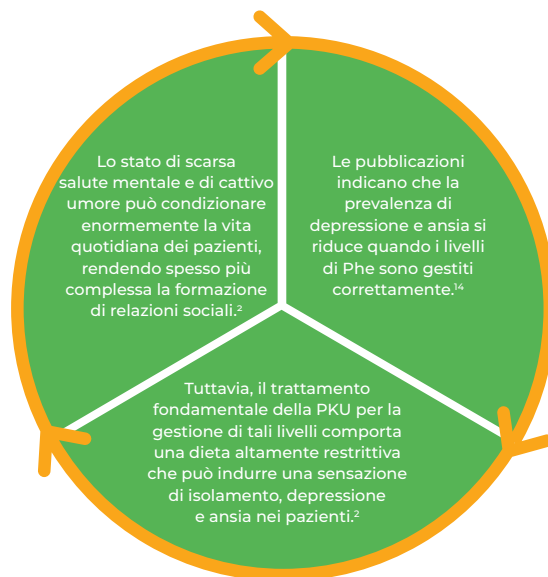 Lo stato di scarsa
salute mentale e di cattivo
umore può condizionare
enormemente la vita
quotidiana dei pazienti,
rendendo spesso più
complessa la formazione
di relazioni sociali.²
Le pubblicazioni
indicano che la
prevalenza di
depressione e ansia si
riduce quando i livelli
di Phe sono gestiti
correttamente.¹⁴
Tuttavia, il trattamento
fondamentale della PKU per la
gestione di tali livelli comporta
una dieta altamente restrittiva
che può indurre una sensazione
di isolamento, depressione
e ansia nei pazienti.²